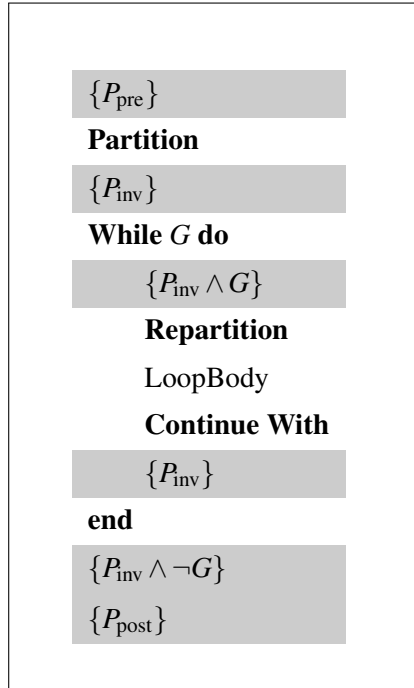 {P_pre}
Partition
{P_inv}
While G do
{P_inv ∧ G}
Repartition
LoopBody
Continue With
{P_inv}
end
{P_inv ∧ ¬G}
{P_post}